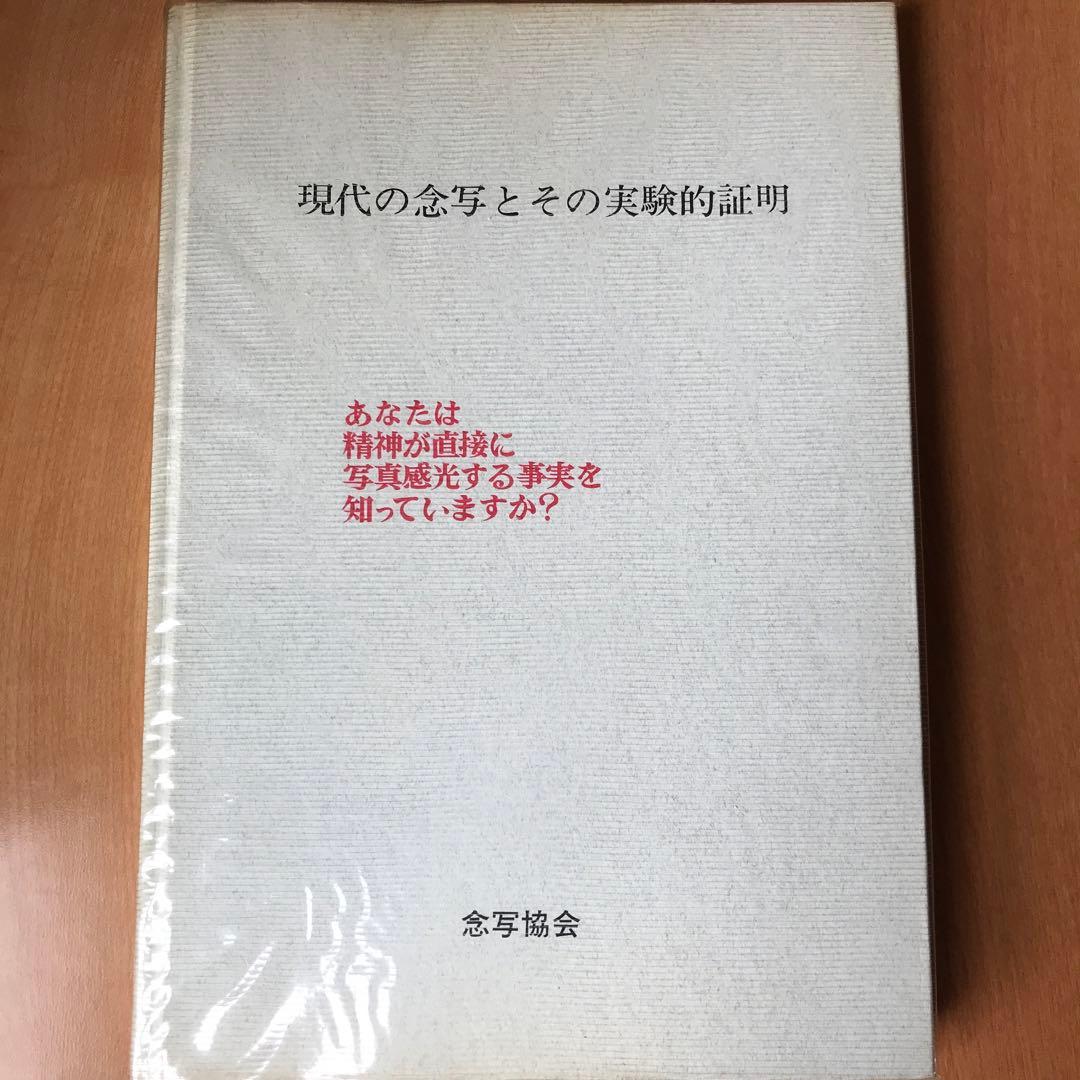 現代の念写とその実験的証明
あなたは
精神が直接に
写真感光する事実を
知っていますか?
念写協会